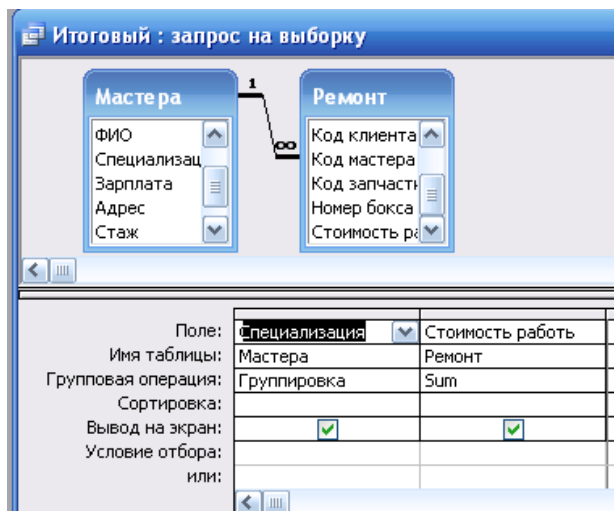 Итоговый : запрос на выборку
Мастера
1
Ремонт
ФИО
Специализац
Зарплата
Адрес
Стаж
∞
Код клиента
Код мастера
Код запчасти
Номер бокса
Стоимость ра
Поле: Специализация Стоимость работь
Имя таблицы: Мастера Ремонт
Групповая операция: Группировка Sum
Сортировка:
Вывод на экран:
Условие отбора:
или: